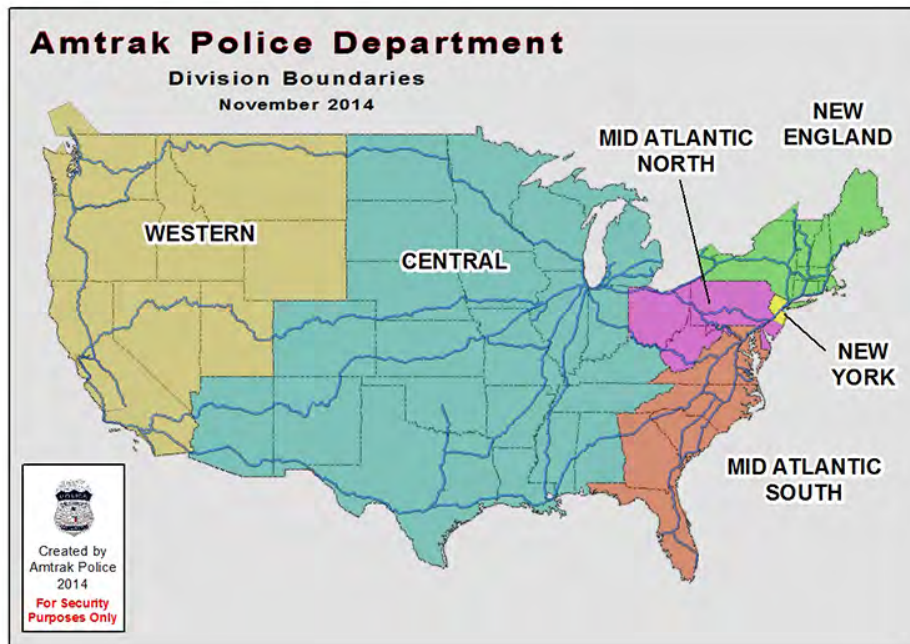 Amtrak Police Department
Division Boundaries
November 2014
NEW
ENGLAND
MID ATLANTIC
NORTH
WESTERN
CENTRAL
NEW
YORK
MID ATLANTIC
SOUTH
POLICE
Created by
Amtrak Police
2014
For Security
Purposes Only